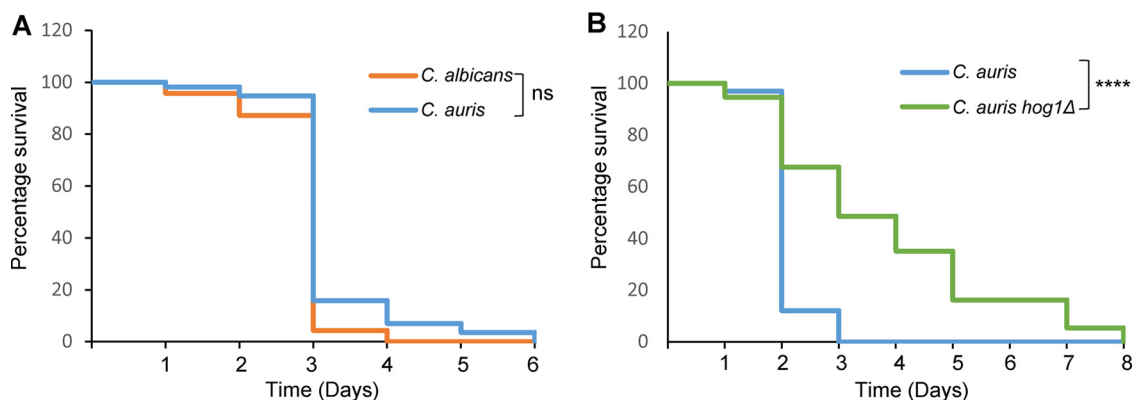 A
120
100
80
60
40
20
0
Percentage survival
C. albicans
C. auris
ns
1 2 3 4 5 6
Time (Days)
B
120
100
80
60
40
20
0
Percentage survival
C. auris
C. auris hog1Δ
****
1 2 3 4 5 6 7 8
Time (Days)